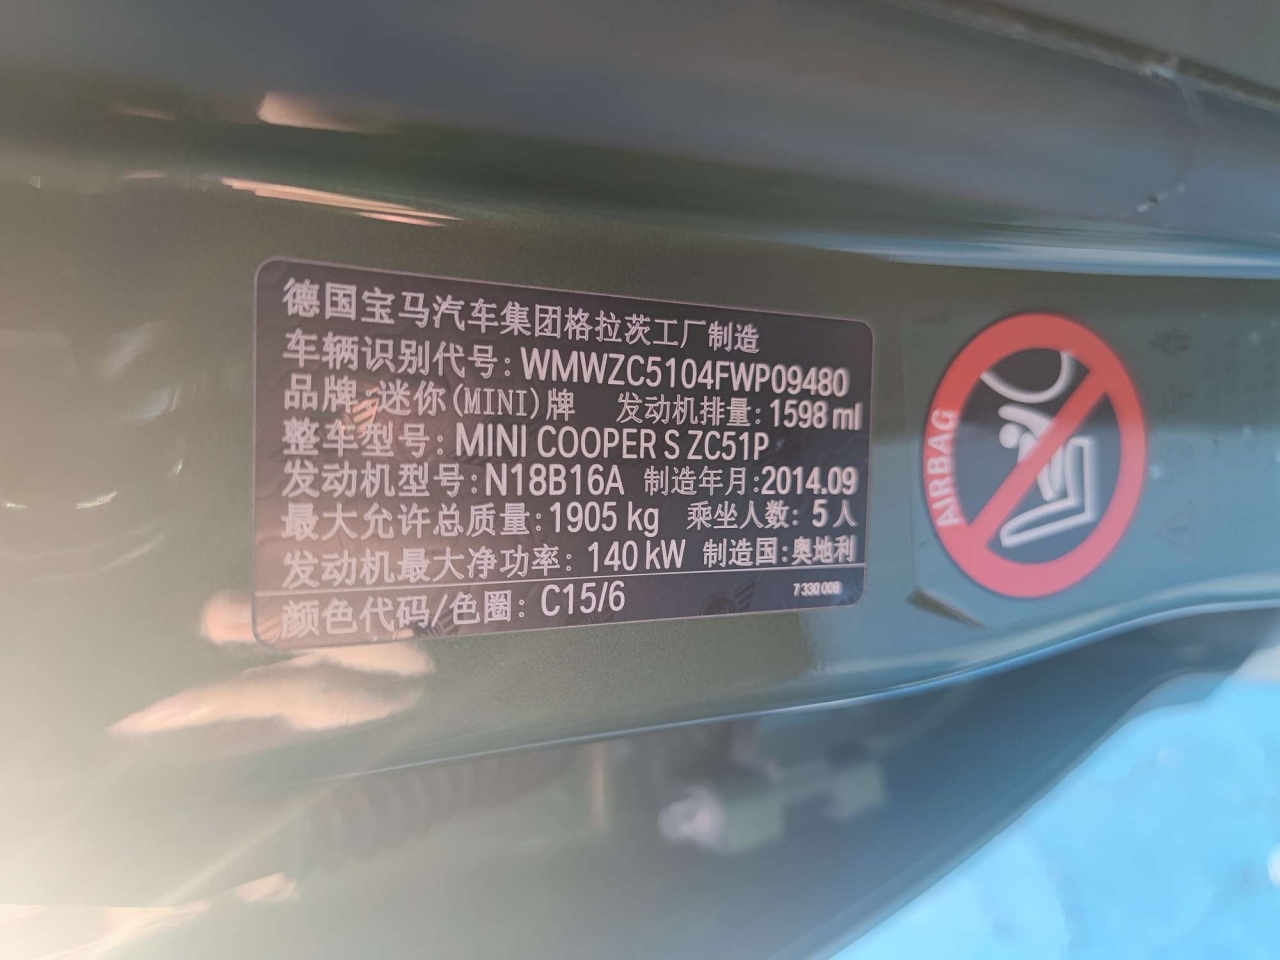 德国宝马汽车集团格拉茨工厂制造
车辆识别代号：WMWZC5104FWP09480
品牌：迷你(MINI)牌 发动机排量：1598 ml
整车型号：MINI COOPER S ZC51P
发动机型号：N18B16A 制造年月：2014.09
最大允许总质量：1905 kg 乘坐人数：5人
发动机最大净功率：140 kW 制造国：奥地利
颜色代码/色圈：C15/6 7 330 008
AIRBAG